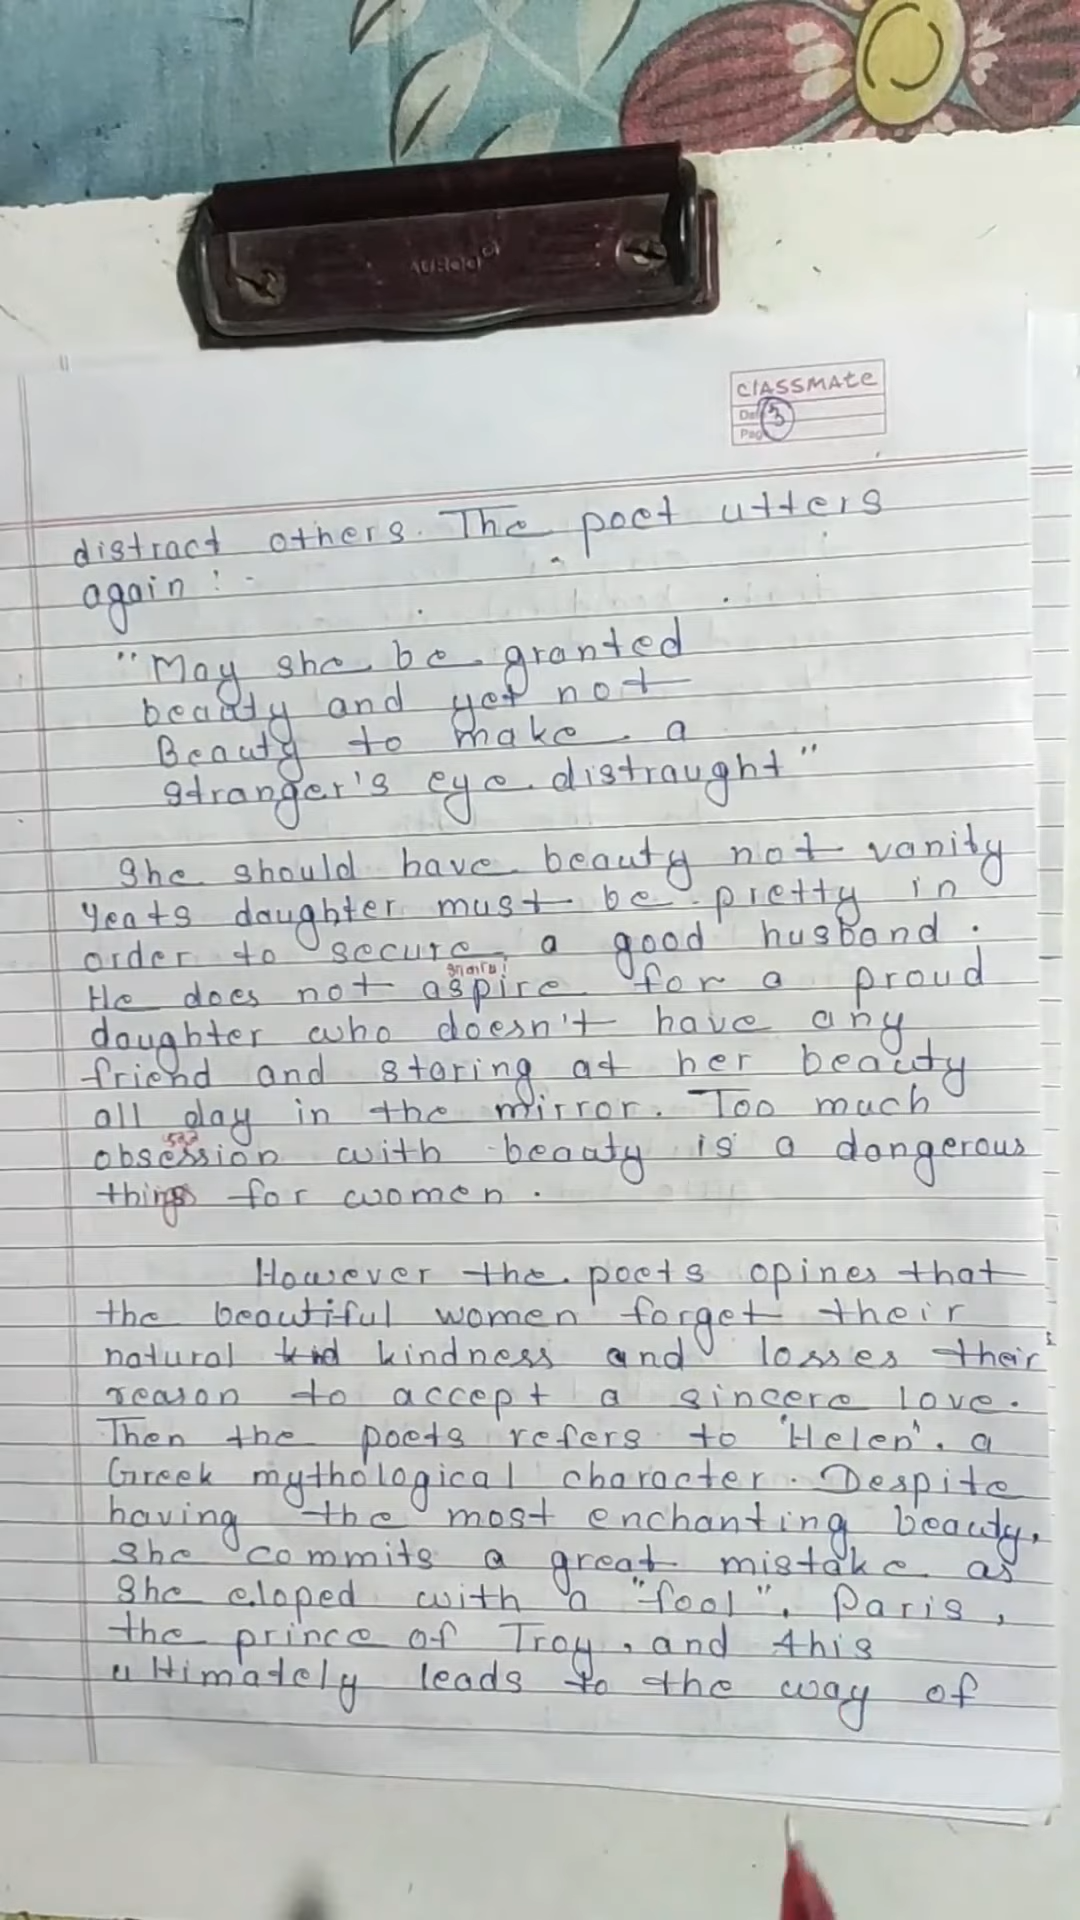 CLASSMATE
Date
3
Page
distract others. The poet utters
again :-
"May she be granted
beauty and yet not
Beauty to make a
stranger's eye distraught"
She should have beauty not vanity
Yeats daughter must be pretty in
order to secure a good husband.
He does not aspire for a proud
daughter who doesn't have any
friend and staring at her beauty
all day in the mirror. Too much
obsession with beauty is a dangerous
things for women.
However the poets opines that
the beautiful women forget their
natural kid kindness and losses their
reason to accept a sincere love.
Then the poets refers to 'Helen', a
Greek mythological character. Despite
having the most enchanting beauty,
she commits a great mistake as
she eloped with a "fool", Paris,
the prince of Troy, and this
ultimately leads to the way of